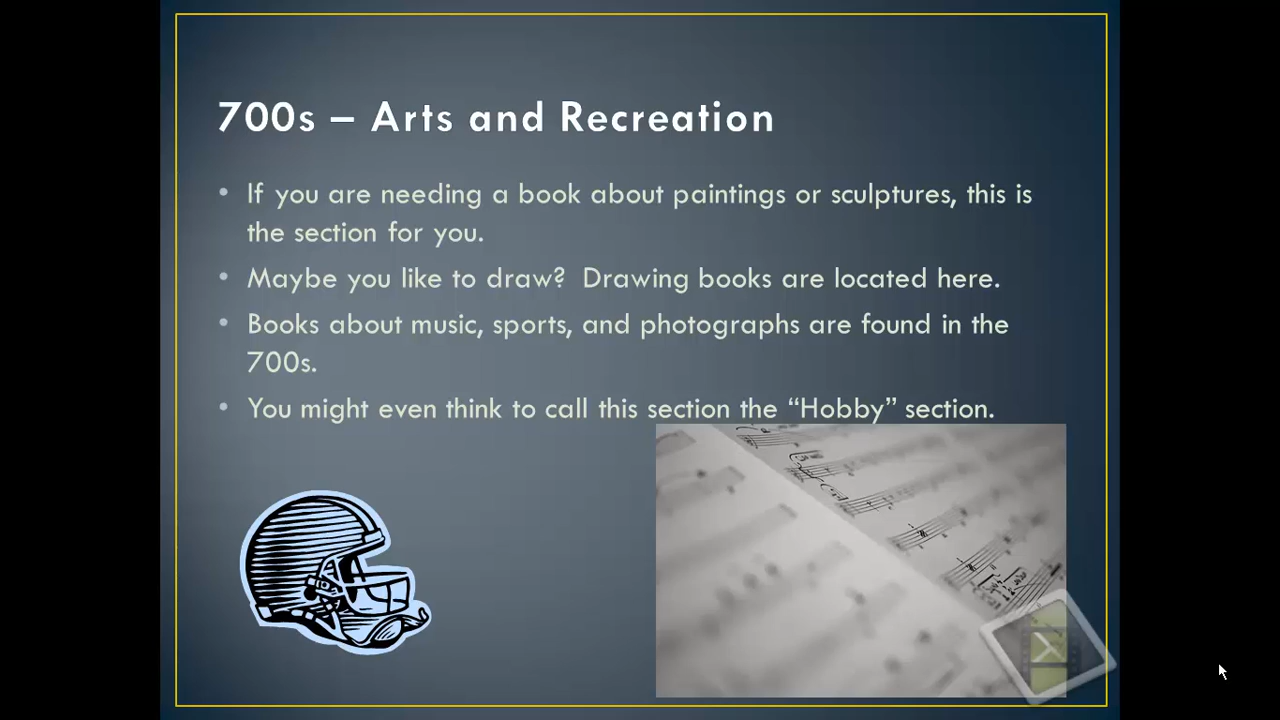 700s – Arts and Recreation
• If you are needing a book about paintings or sculptures, this is
the section for you.
• Maybe you like to draw?  Drawing books are located here.
• Books about music, sports, and photographs are found in the
700s.
• You might even think to call this section the “Hobby” section.